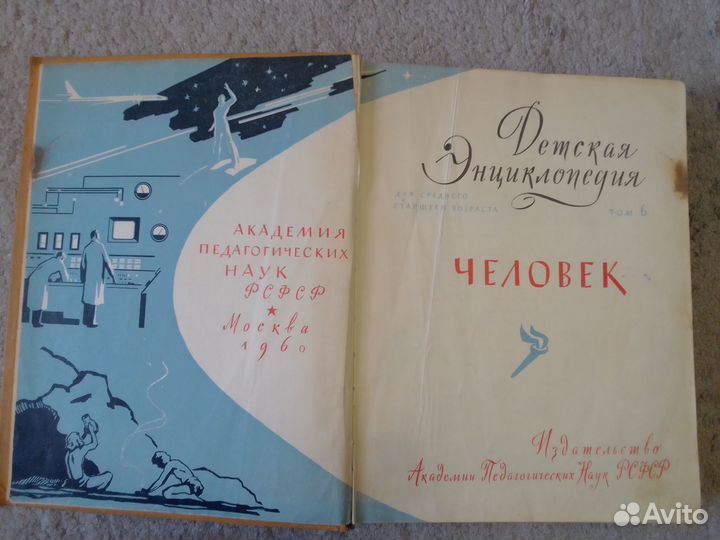 АКАДЕМИЯ
ПЕДАГОГИЧЕСКИХ
НАУК
РСФСР
Москва
1960
Детская
Энциклопедия
ДЛЯ СРЕДНЕГО
И
СТАРШЕГО ВОЗРАСТА
ТОМ 6
ЧЕЛОВЕК
Издательство
Академии Педагогических Наук РСФСР
Avito